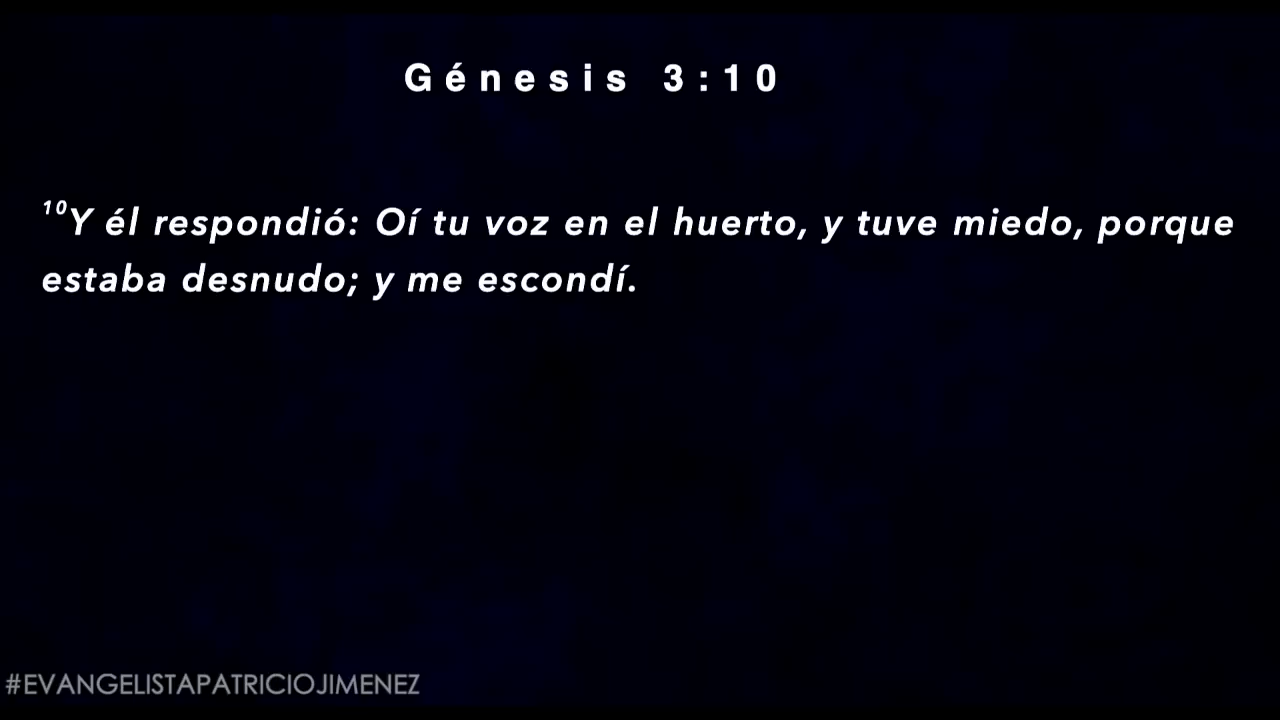 Génesis 3:10
¹⁰Y él respondió: Oí tu voz en el huerto, y tuve miedo, porque
estaba desnudo; y me escondí.
#EVANGELISTAPATRICIOJIMENEZ